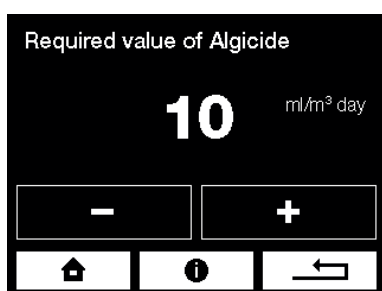 Required value of Algicide
10 ml/m³ day
- +